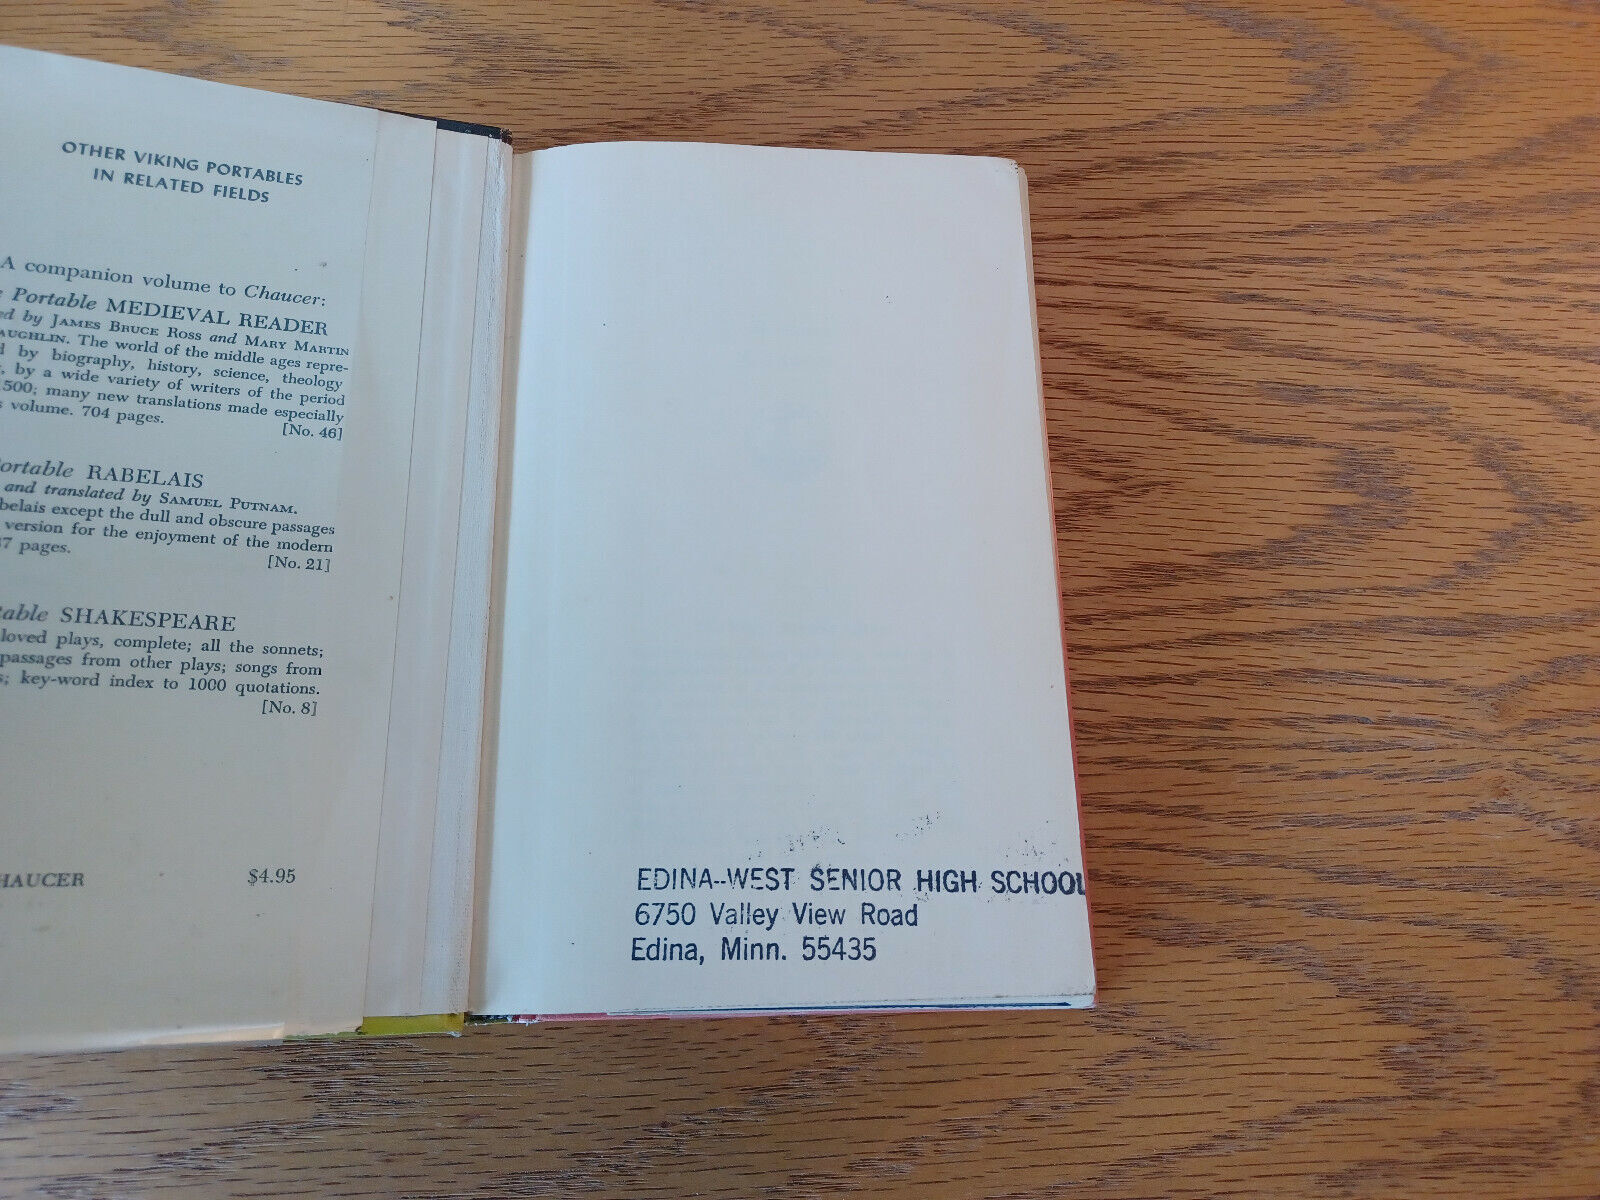 OTHER VIKING PORTABLES
IN RELATED FIELDS
A companion volume to Chaucer:
Portable MEDIEVAL READER
by JAMES BRUCE ROSS and MARY MARTIN
The world of the middle ages repre-
by biography, history, science, theology
by a wide variety of writers of the period
500; many new translations made especially
volume. 704 pages.
[No. 46]
RABELAIS
and translated by SAMUEL PUTNAM.
except the dull and obscure passages
version for the enjoyment of the modern
pages.
[No. 21]
SHAKESPEARE
loved plays, complete; all the sonnets;
passages from other plays; songs from
key-word index to 1000 quotations.
[No. 8]
HAUCER $4.95
EDINA--WEST SENIOR HIGH SCHOOL
6750 Valley View Road
Edina, Minn. 55435